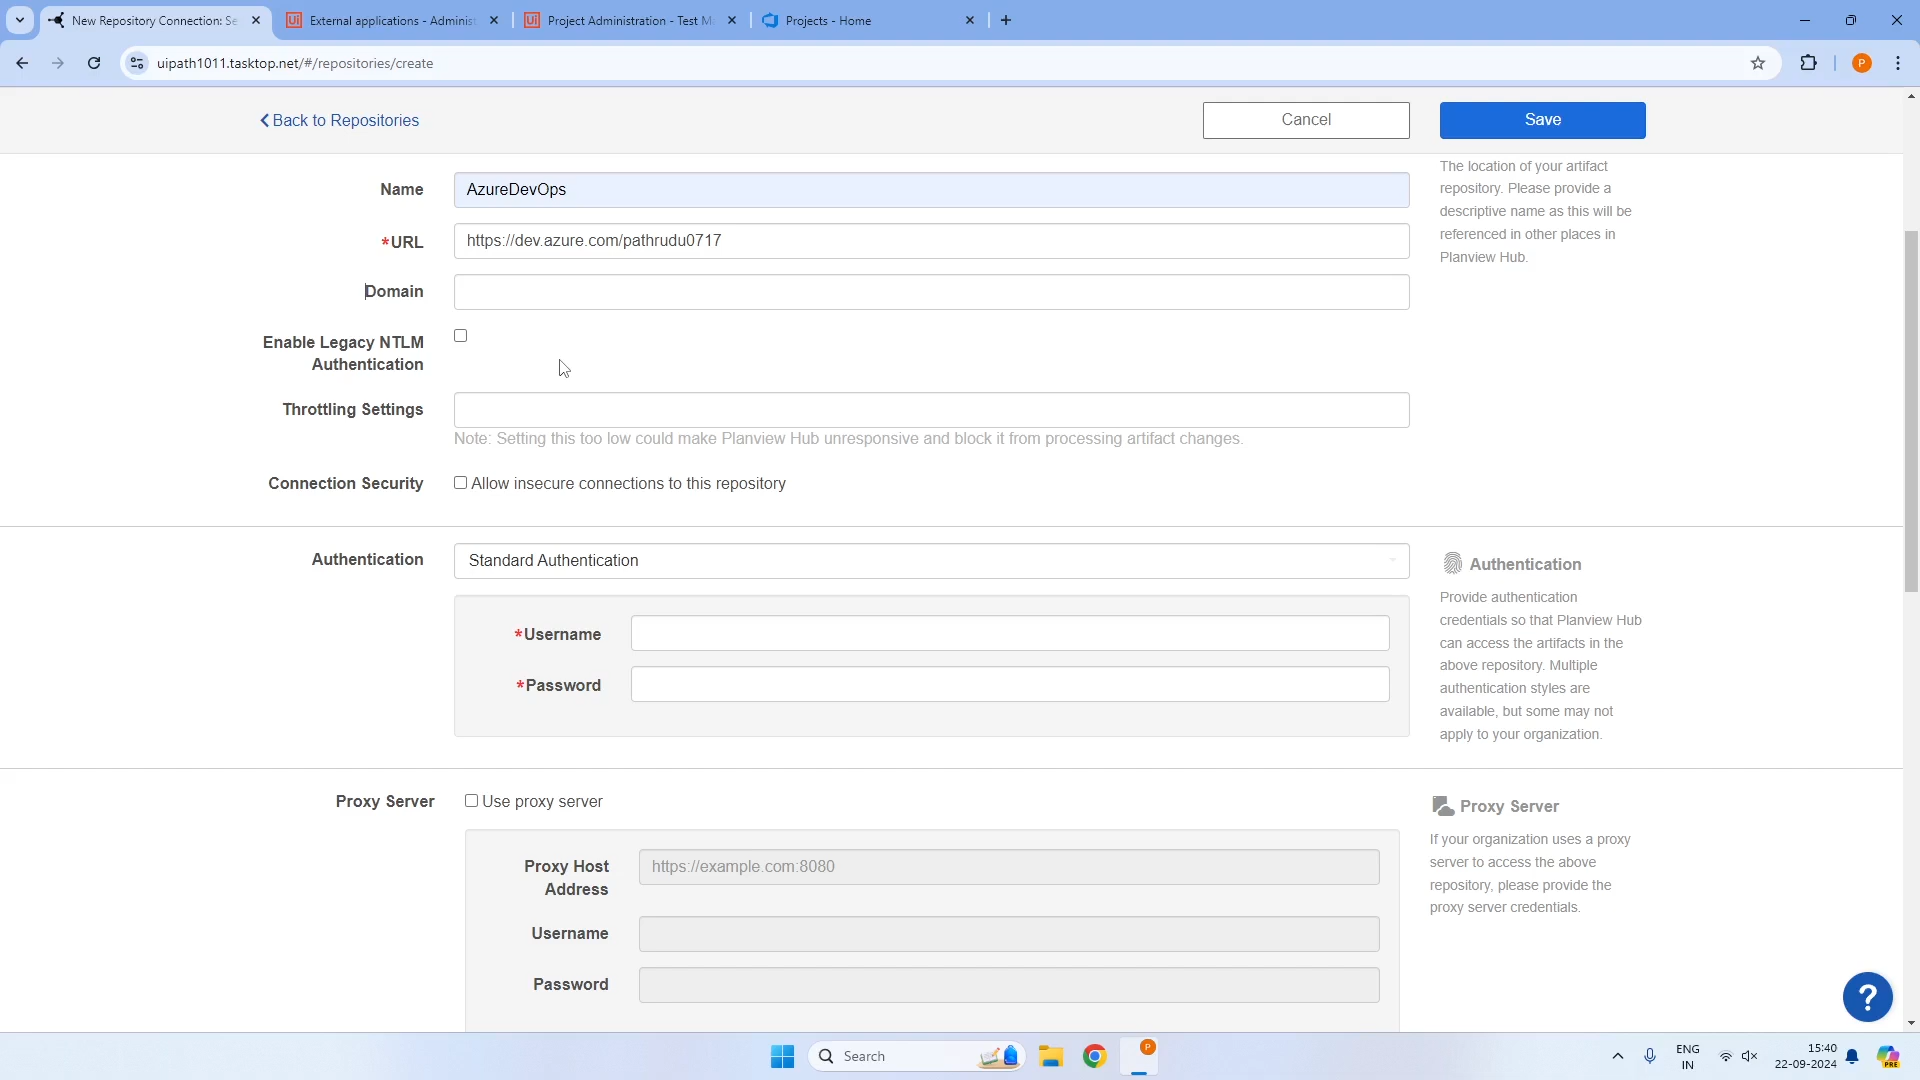 New Repository Connection: Se
External applications - Administ
Project Administration - Test Ma
Projects - Home
uipath1011.tasktop.net/#/repositories/create
P
Back to Repositories
Cancel
Save
Name
AzureDevOps
*URL
https://dev.azure.com/pathrudu0717
Domain
Enable Legacy NTLM
Authentication
Throttling Settings
Note: Setting this too low could make Planview Hub unresponsive and block it from processing artifact changes.
Connection Security
Allow insecure connections to this repository
The location of your artifact
repository. Please provide a
descriptive name as this will be
referenced in other places in
Planview Hub.
Authentication
Standard Authentication
*Username
*Password
Authentication
Provide authentication
credentials so that Planview Hub
can access the artifacts in the
above repository. Multiple
authentication styles are
available, but some may not
apply to your organization.
Proxy Server
Use proxy server
Proxy Host
Address
https://example.com:8080
Username
Password
Proxy Server
If your organization uses a proxy
server to access the above
repository, please provide the
proxy server credentials.
?
Search
P
ENG
IN
15:40
22-09-2024
PRE